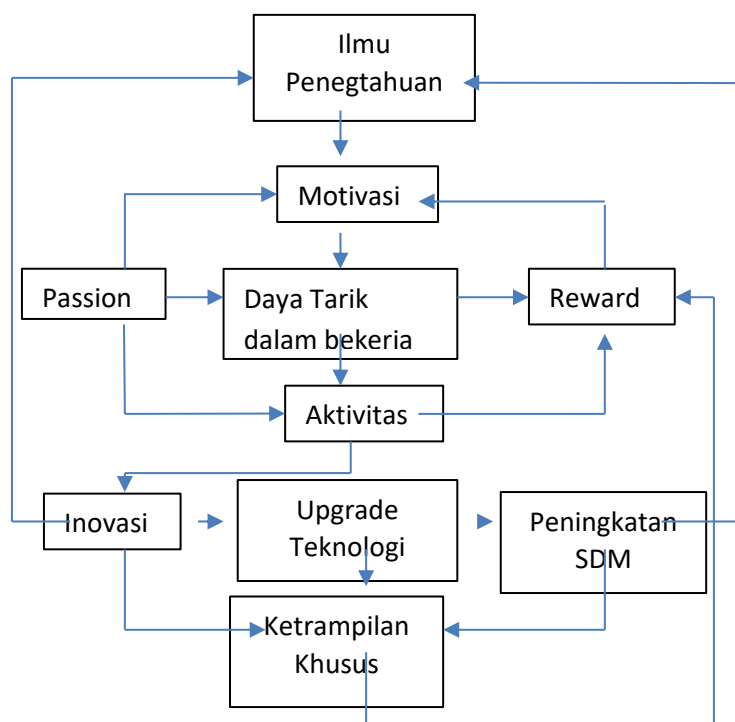 Ilmu
Penegtahuan
Motivasi
Passion
Daya Tarik
dalam bekeria
Reward
Aktivitas
Inovasi
Upgrade
Teknologi
Peningkatan
SDM
Ketrampilan
Khusus